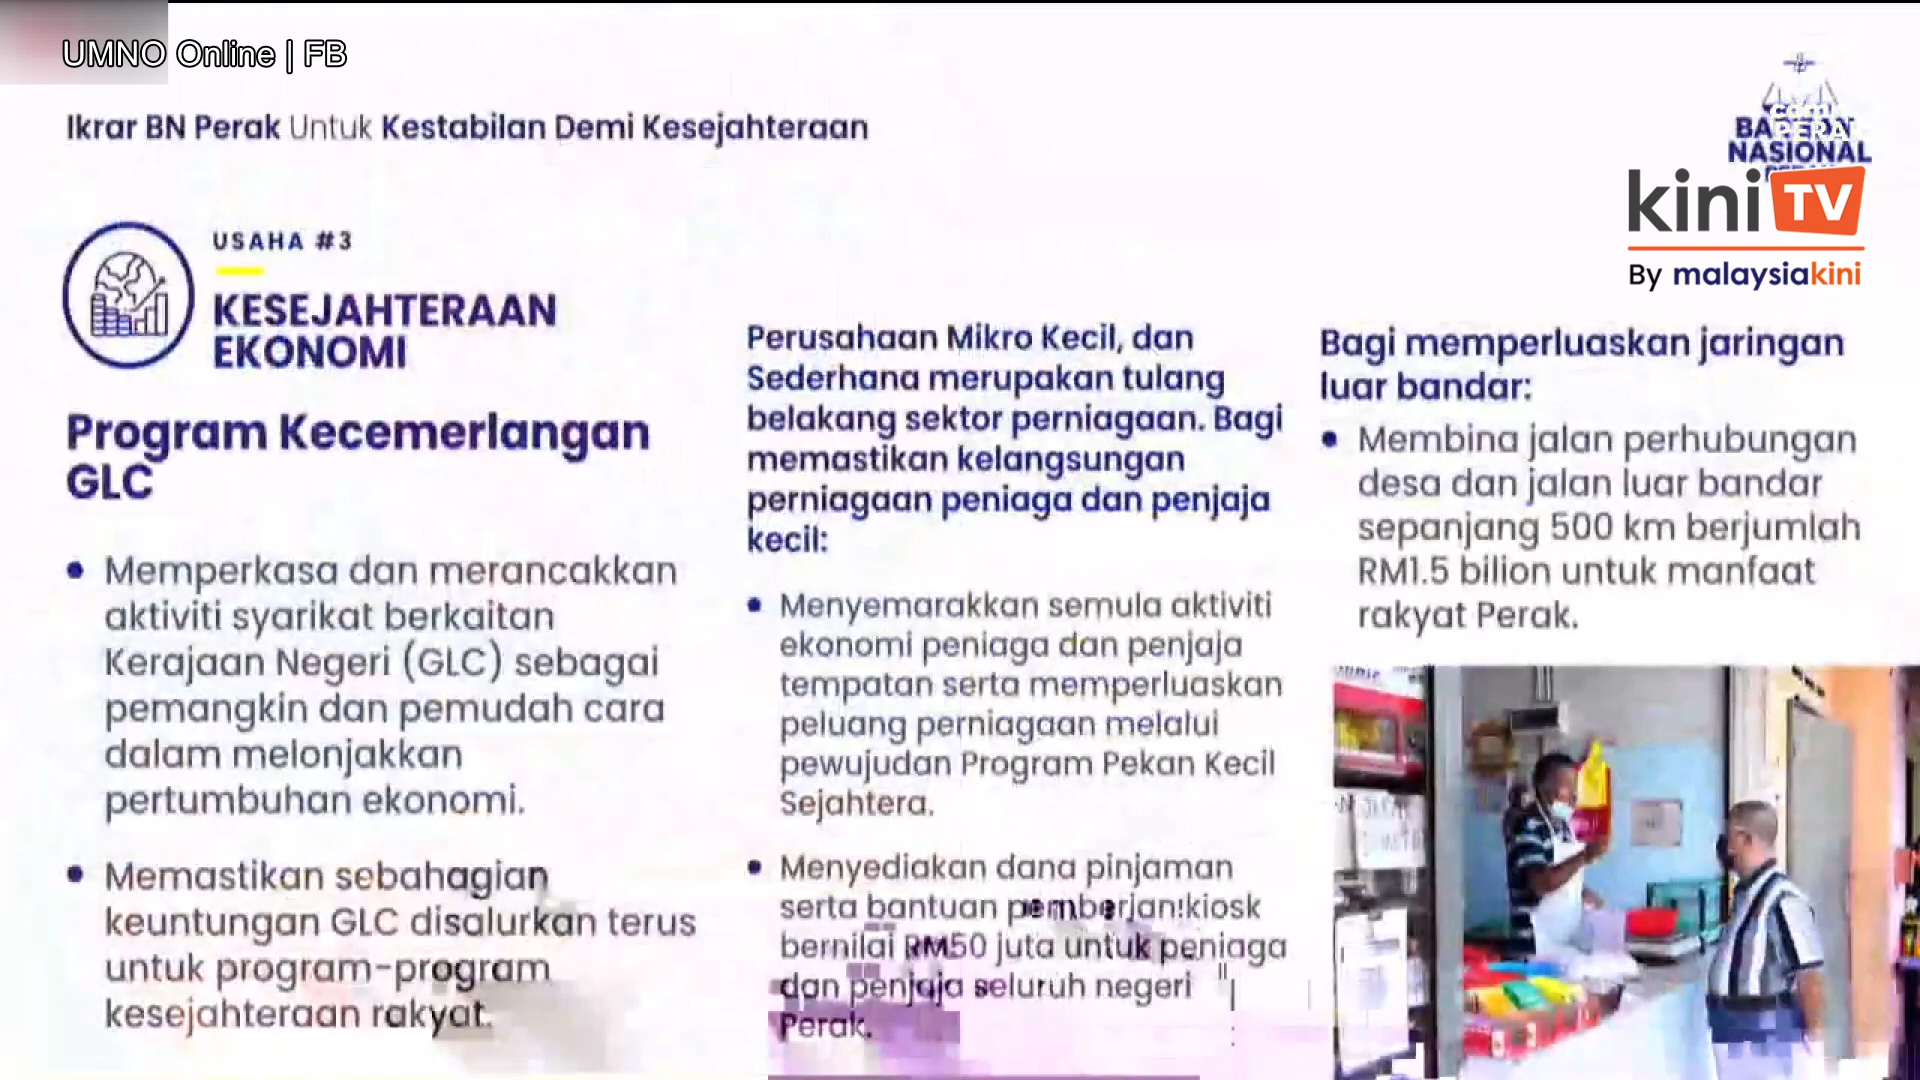 UMNO Online | FB
Ikrar BN Perak Untuk Kestabilan Demi Kesejahteraan
NASIONAL
kini TV
By malaysiakini
USAHA #3
KESEJAHTERAAN
EKONOMI
Program Kecemerlangan
GLC
Memperkasa dan merancakkan
aktiviti syarikat berkaitan
Kerajaan Negeri (GLC) sebagai
pemangkin dan pemudah cara
dalam melonjakkan
pertumbuhan ekonomi.
Memastikan sebahagian
keuntungan GLC disalurkan terus
untuk program-program
kesejahteraan rakyat.
Perusahaan Mikro Kecil, dan
Sederhana merupakan tulang
belakang sektor perniagaan. Bagi
memastikan kelangsungan
perniagaan peniaga dan penjaja
kecil:
Menyemarakkan semula aktiviti
ekonomi peniaga dan penjaja
tempatan serta memperluaskan
peluang perniagaan melalui
pewujudan Program Pekan Kecil
Sejahtera.
Menyediakan dana pinjaman
serta bantuan kiosk
bernilai RM50 juta untuk peniaga
dan penjaja seluruh negeri
Perak.
Bagi memperluaskan jaringan
luar bandar:
Membina jalan perhubungan
desa dan jalan luar bandar
sepanjang 500 km berjumlah
RM1.5 bilion untuk manfaat
rakyat Perak.